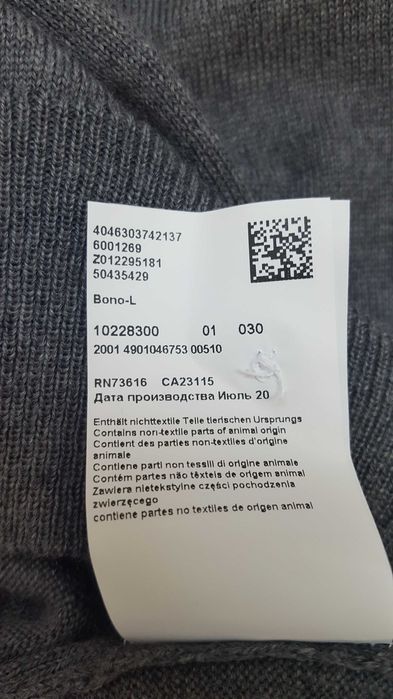 4046303742137
6001269
Z012295181
50435429
Bono-L
10228300 01 030
2001 4901046753 00510
RN73616 CA23115
Дата производства Июль 20
Enthält nichttextile Teile tierischen Ursprungs
Contains non-textile parts of animal origin
Contient des parties non-textiles d'origine
animale
Contiene parti non tessili di origine animale
Contém partes não têxteis de origem animal
Zawiera nietekstylne części pochodzenia
zwierzęcego
contiene partes no textiles de origen animal